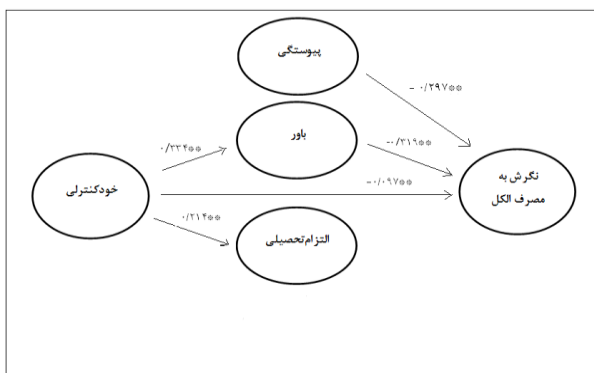 پیوستگی
-۰/۲۹۷**
باور
۰/۳۳۴**
-۰/۳۱۹**
خودکنترلی
-۰/۰۹۷**
نگرش به
مصرف الکل
۰/۲۱۴**
التزام‌تحصیلی